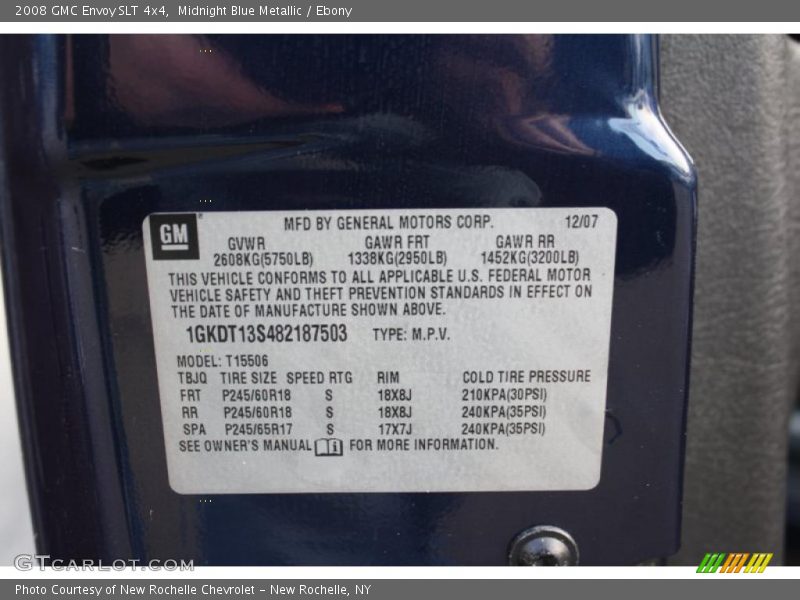 2008 GMC Envoy SLT 4x4,  Midnight Blue Metallic / Ebony
GM
MFD BY GENERAL MOTORS CORP. 12/07
GVWR GAWR FRT GAWR RR
2608KG(5750LB) 1338KG(2950LB) 1452KG(3200LB)
THIS VEHICLE CONFORMS TO ALL APPLICABLE U.S. FEDERAL MOTOR
VEHICLE SAFETY AND THEFT PREVENTION STANDARDS IN EFFECT ON
THE DATE OF MANUFACTURE SHOWN ABOVE.
1GKDT13S482187503 TYPE: M.P.V.
MODEL: T15506
TBJQ TIRE SIZE SPEED RTG RIM COLD TIRE PRESSURE
FRT P245/60R18 S 18X8J 210KPA(30PSI)
RR P245/60R18 S 18X8J 240KPA(35PSI)
SPA P245/65R17 S 17X7J 240KPA(35PSI)
SEE OWNER'S MANUAL FOR MORE INFORMATION.
GTCARLOT.COM
Photo Courtesy of New Rochelle Chevrolet - New Rochelle, NY